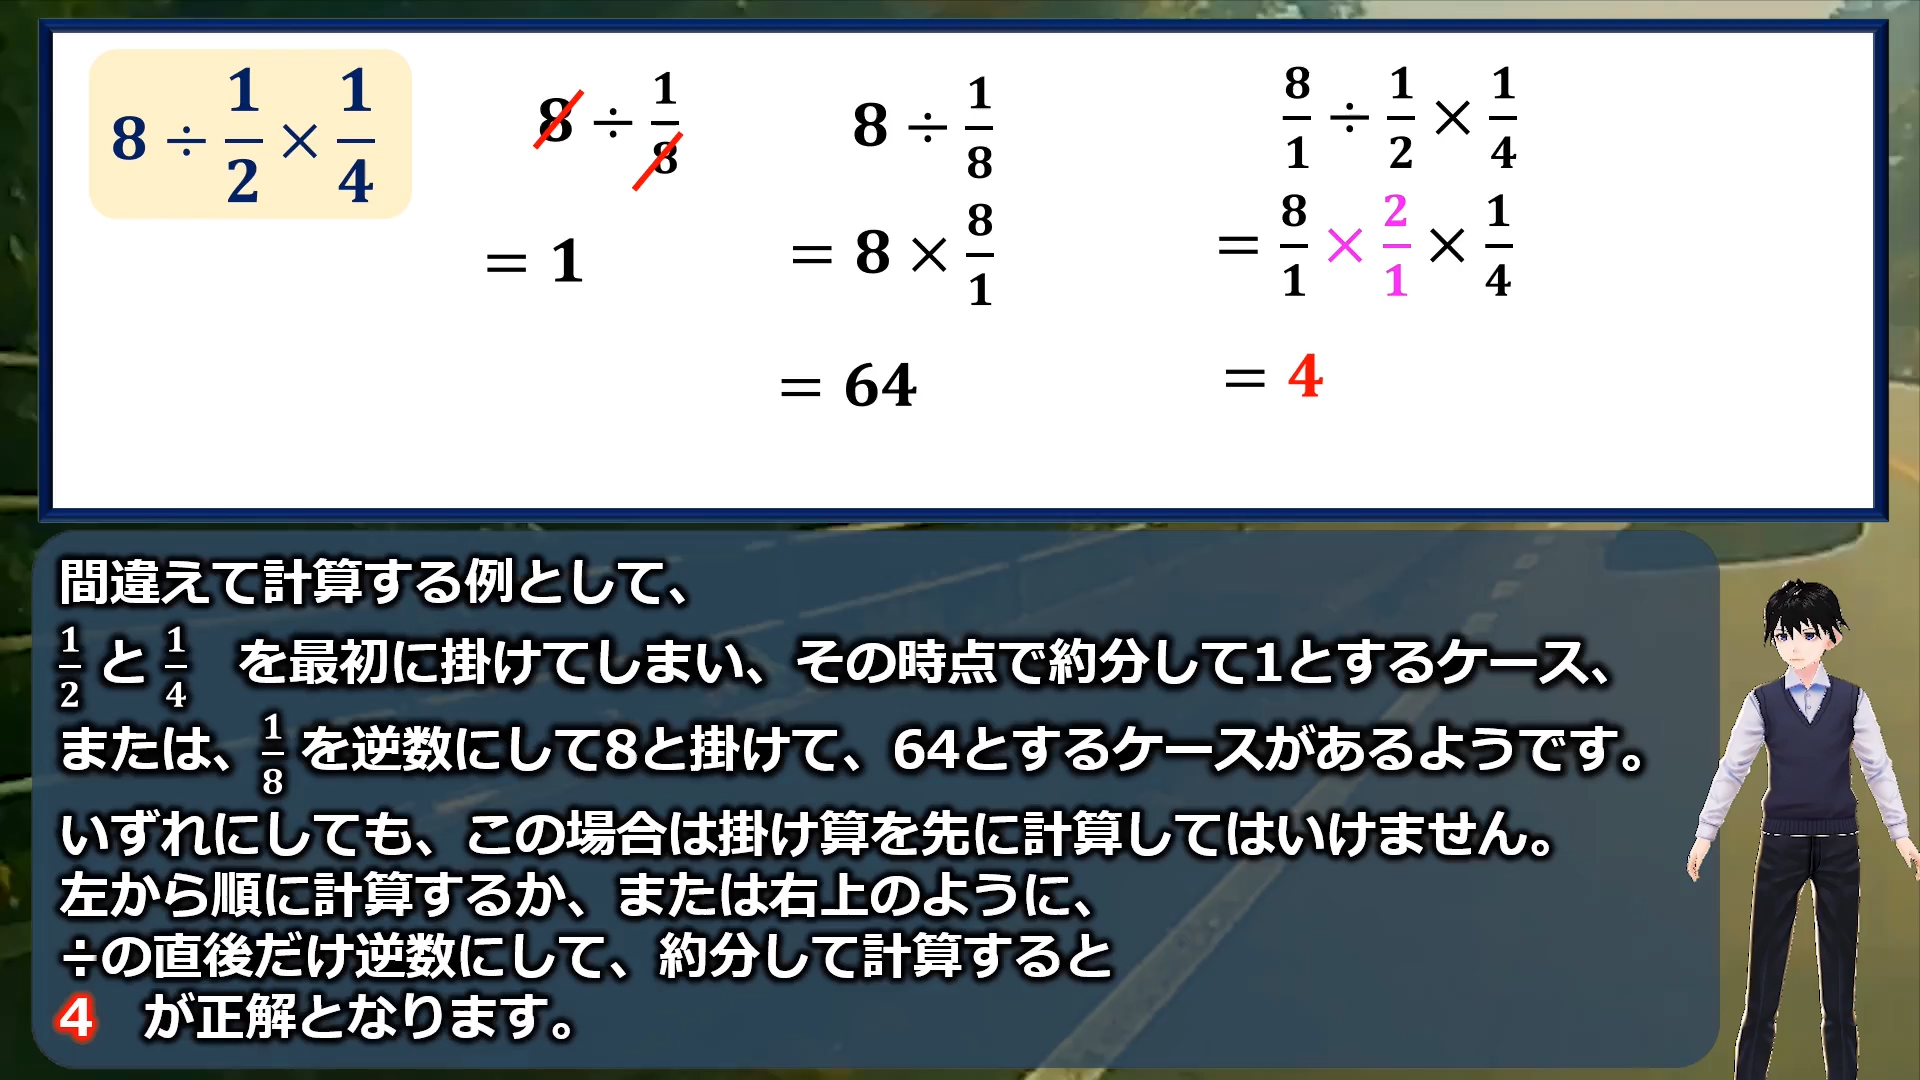 8 ÷ 1/2 × 1/4
8 ÷ 1/8
= 1
8 ÷ 1/8
= 8 × 8/1
= 64
8/1 ÷ 1/2 × 1/4
= 8/1 × 2/1 × 1/4
= 4
間違えて計算する例として、
1/2 と 1/4 を最初に掛けてしまい、その時点で約分して1とするケース、
または、1/8 を逆数にして8と掛けて、64とするケースがあるようです。
いずれにしても、この場合は掛け算を先に計算してはいけません。
左から順に計算するか、または右上のように、
÷の直後だけ逆数にして、約分して計算すると
4 が正解となります。